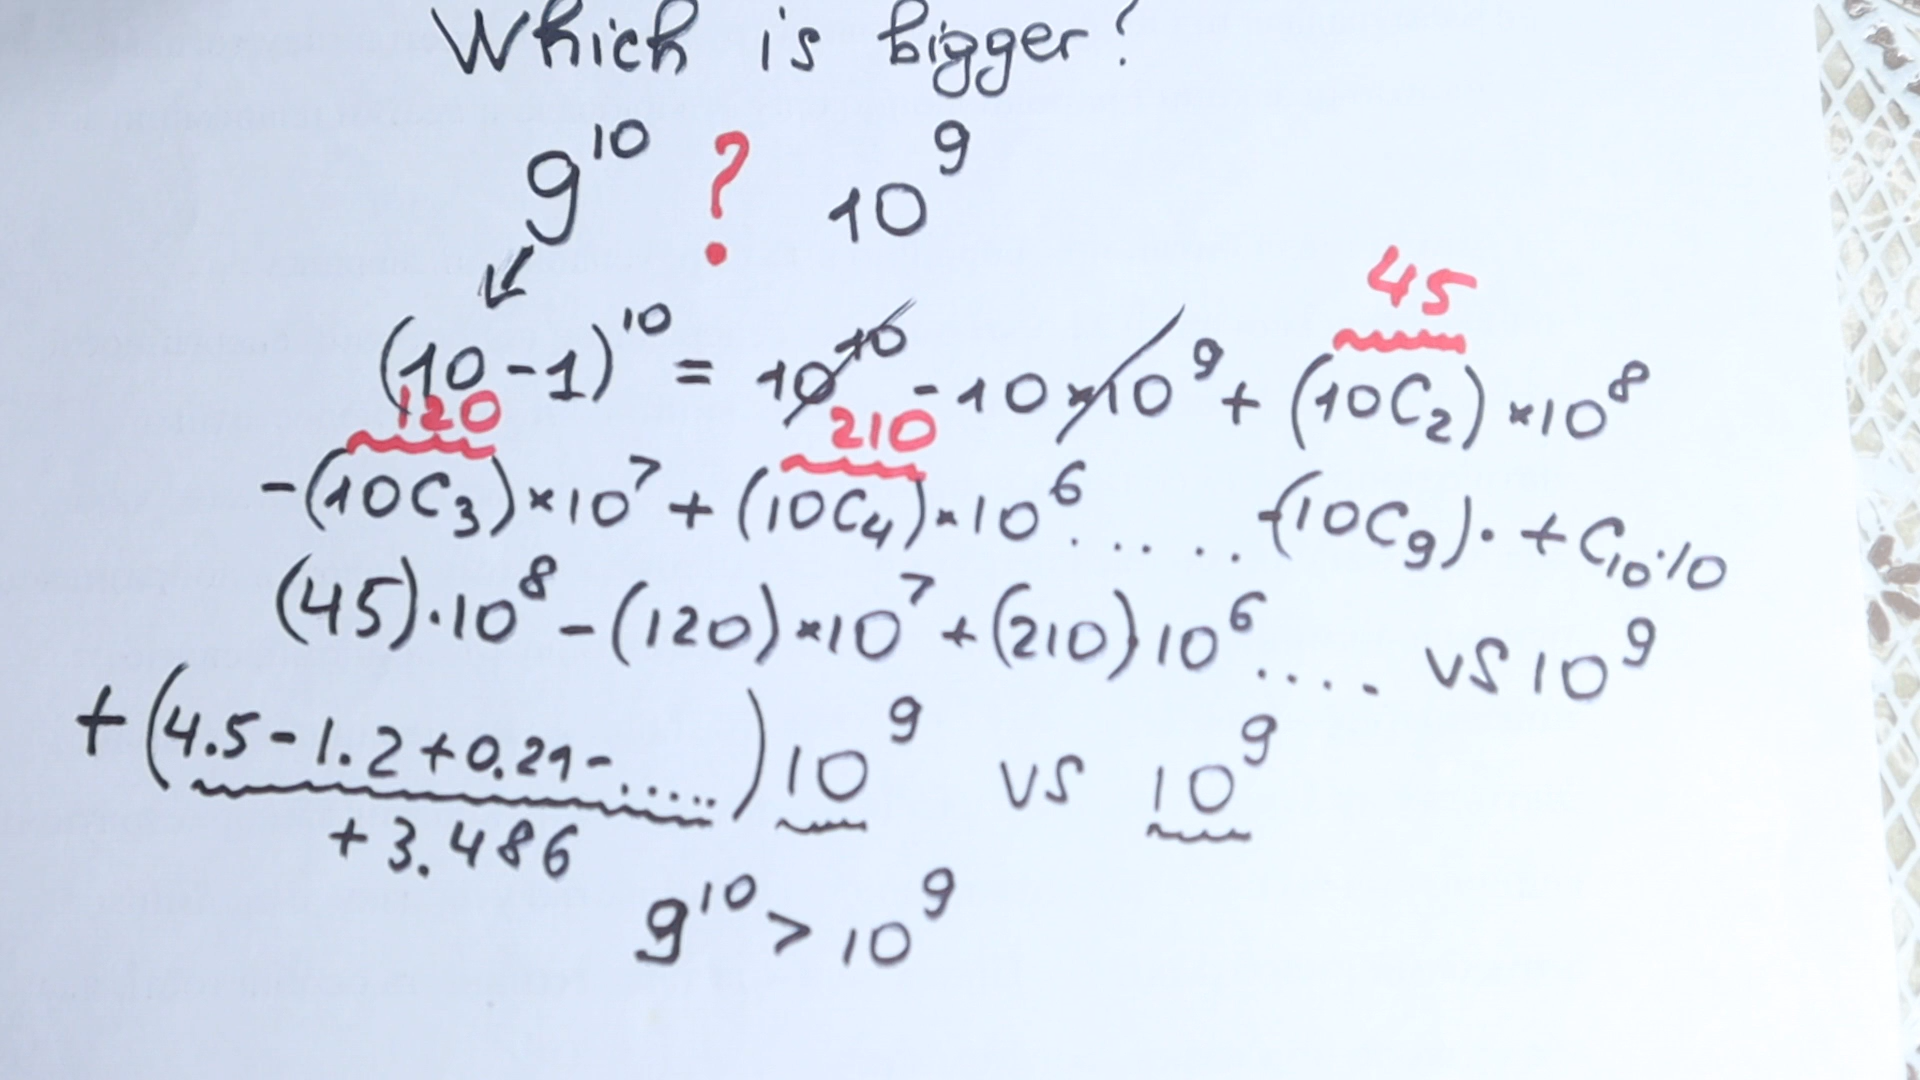 Which is bigger?
9^10 ? 10^9
45
(10-1)^10 = 10^10 - 10×10^9 + (10C₂)×10^8
120 210
-(10C₃)×10^7 + (10C₄)×10^6 ..... -(10C₉)· + C₁₀·10
(45)·10^8 - (120)×10^7 + (210)·10^6 .... vs 10^9
+(4.5-1.2+0.21-.....)10^9 vs 10^9
+3.486
9^10 > 10^9